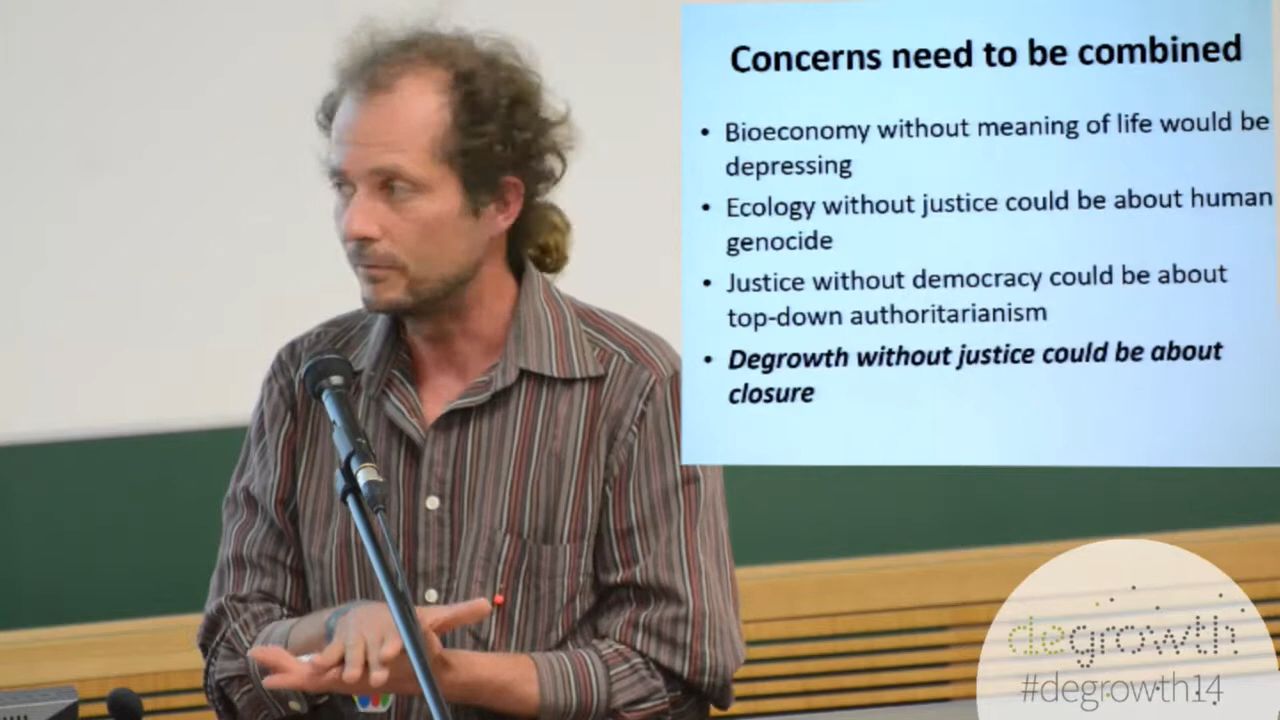 Concerns need to be combined
• Bioeconomy without meaning of life would be
depressing
• Ecology without justice could be about human
genocide
• Justice without democracy could be about
top-down authoritarianism
• Degrowth without justice could be about
closure
degrowth
#degrowth14